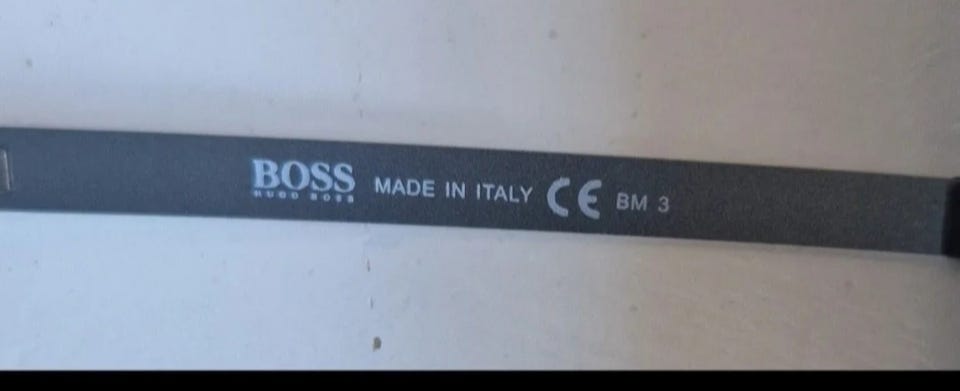 BOSS MADE IN ITALY CE BM 3
HUGO BOSS